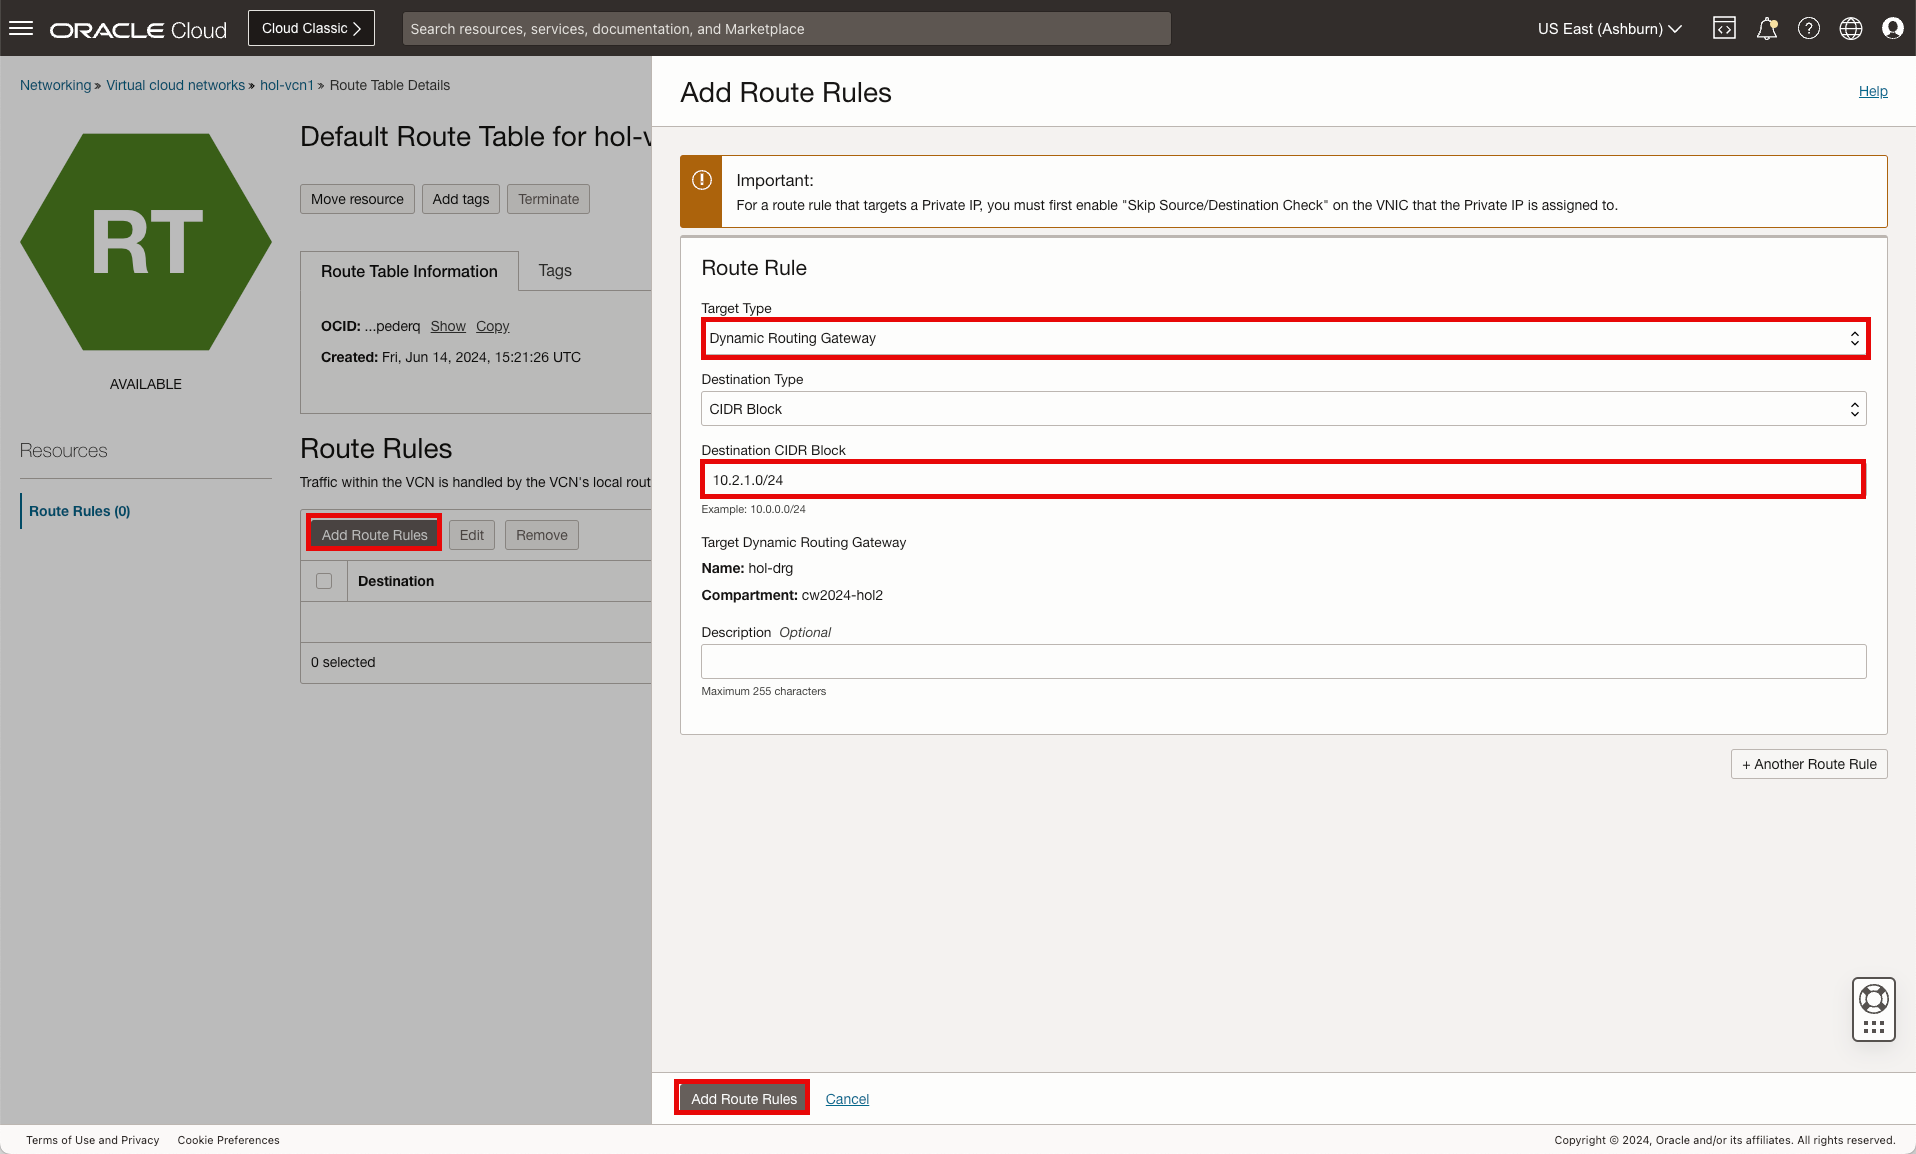 ORACLE Cloud
Cloud Classic
Search resources, services, documentation, and Marketplace
US East (Ashburn)
Networking » Virtual cloud networks » hol-vcn1 » Route Table Details
RT
AVAILABLE
Resources
Route Rules (0)
Default Route Table for hol-v
Move resource
Add tags
Terminate
Route Table Information
Tags
OCID: ...pederq Show Copy
Created: Fri, Jun 14, 2024, 15:21:26 UTC
Route Rules
Traffic within the VCN is handled by the VCN's local rout
Add Route Rules
Edit
Remove
Destination
0 selected
Add Route Rules
Help
Important:
For a route rule that targets a Private IP, you must first enable "Skip Source/Destination Check" on the VNIC that the Private IP is assigned to.
Route Rule
Target Type
Dynamic Routing Gateway
Destination Type
CIDR Block
Destination CIDR Block
10.2.1.0/24
Example: 10.0.0.0/24
Target Dynamic Routing Gateway
Name: hol-drg
Compartment: cw2024-hol2
Description Optional
Maximum 255 characters
+ Another Route Rule
Add Route Rules
Cancel
Terms of Use and Privacy
Cookie Preferences
Copyright © 2024, Oracle and/or its affiliates. All rights reserved.